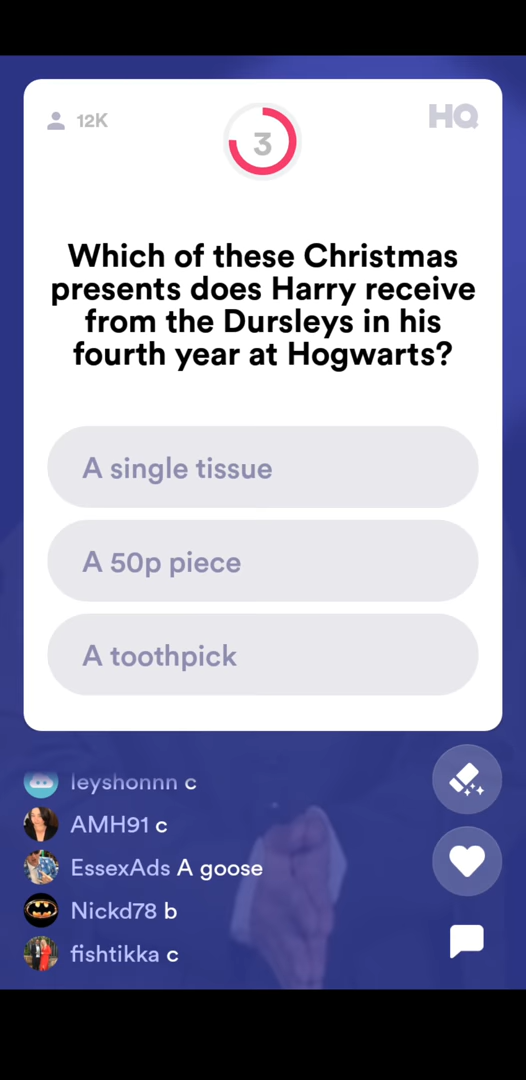 12K
3
HQ
Which of these Christmas
presents does Harry receive
from the Dursleys in his
fourth year at Hogwarts?
A single tissue
A 50p piece
A toothpick
leyshonnn c
AMH91 c
EssexAds A goose
Nickd78 b
fishtikka c